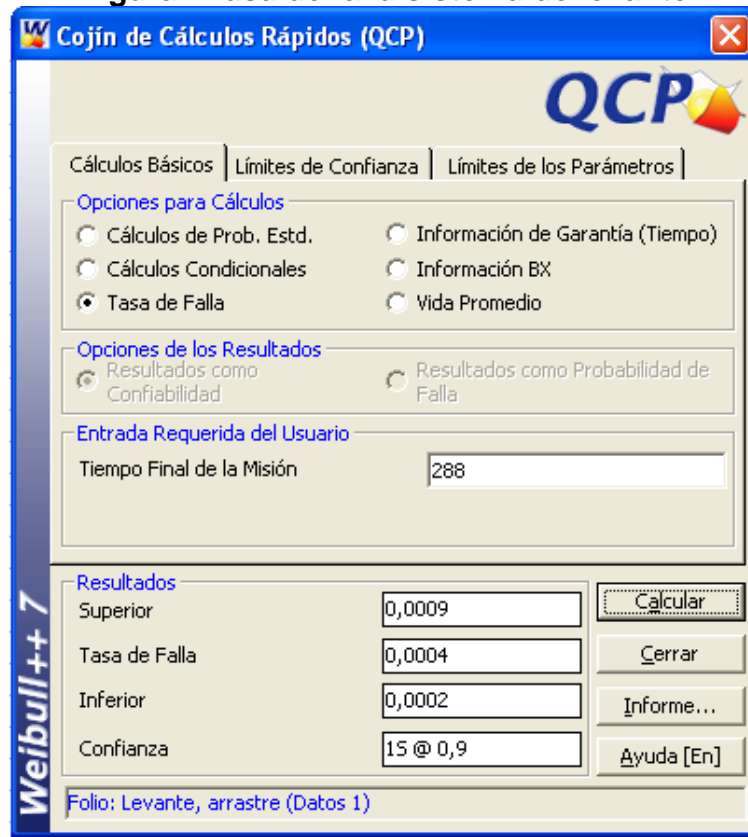 Cojín de Cálculos Rápidos (QCP)
QCP
Cálculos Básicos
Límites de Confianza
Límites de los Parámetros
Opciones para Cálculos
Cálculos de Prob. Estd.
Información de Garantía (Tiempo)
Cálculos Condicionales
Información BX
Tasa de Falla
Vida Promedio
Opciones de los Resultados
Resultados como
Confiabilidad
Resultados como Probabilidad de
Falla
Entrada Requerida del Usuario
Tiempo Final de la Misión
288
Resultados
Superior
0,0009
Calcular
Tasa de Falla
0,0004
Cerrar
Inferior
0,0002
Informe...
Confianza
1S @ 0,9
Ayuda [En]
Weibull++ 7
Folio: Levante, arrastre (Datos 1)